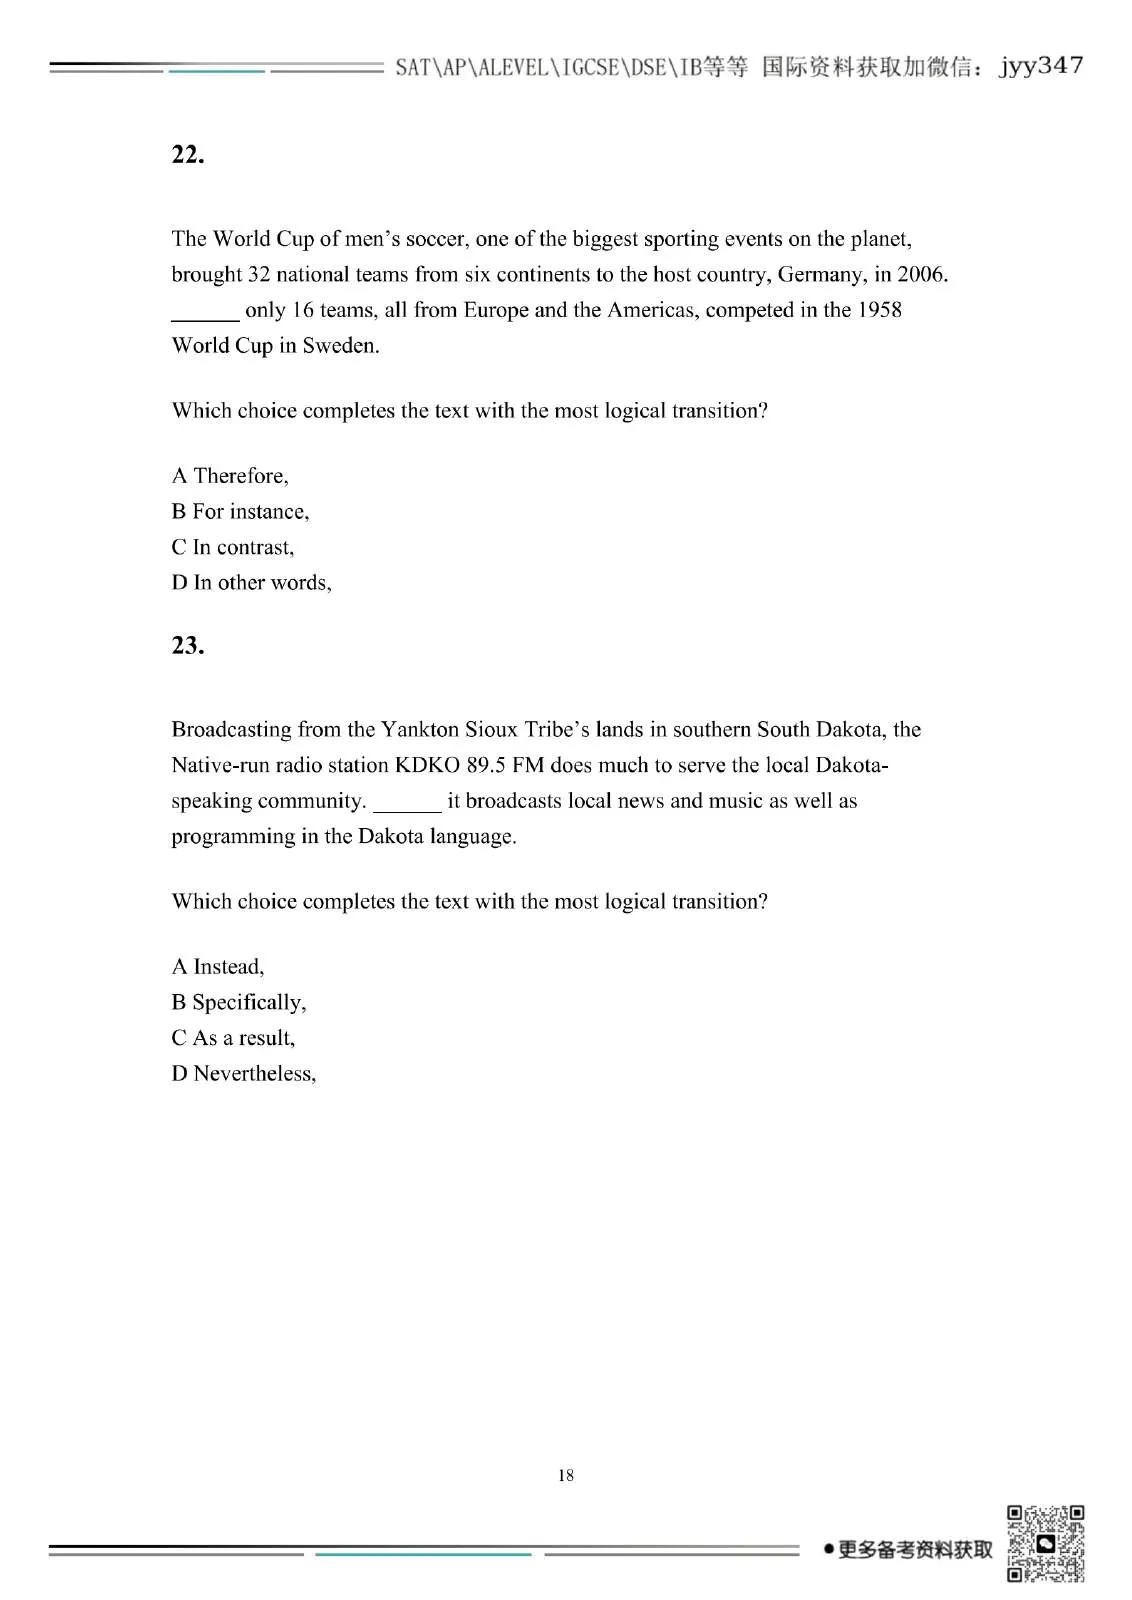 SAT\AP\ALEVEL\IGCSE\DSE\IB等等 国际资料获取加微信：jyy347
22.
The World Cup of men’s soccer, one of the biggest sporting events on the planet,
brought 32 national teams from six continents to the host country, Germany, in 2006.
______ only 16 teams, all from Europe and the Americas, competed in the 1958
World Cup in Sweden.
Which choice completes the text with the most logical transition?
A Therefore,
B For instance,
C In contrast,
D In other words,
23.
Broadcasting from the Yankton Sioux Tribe’s lands in southern South Dakota, the
Native-run radio station KDKO 89.5 FM does much to serve the local Dakota-
speaking community. ______ it broadcasts local news and music as well as
programming in the Dakota language.
Which choice completes the text with the most logical transition?
A Instead,
B Specifically,
C As a result,
D Nevertheless,
18
●更多备考资料获取